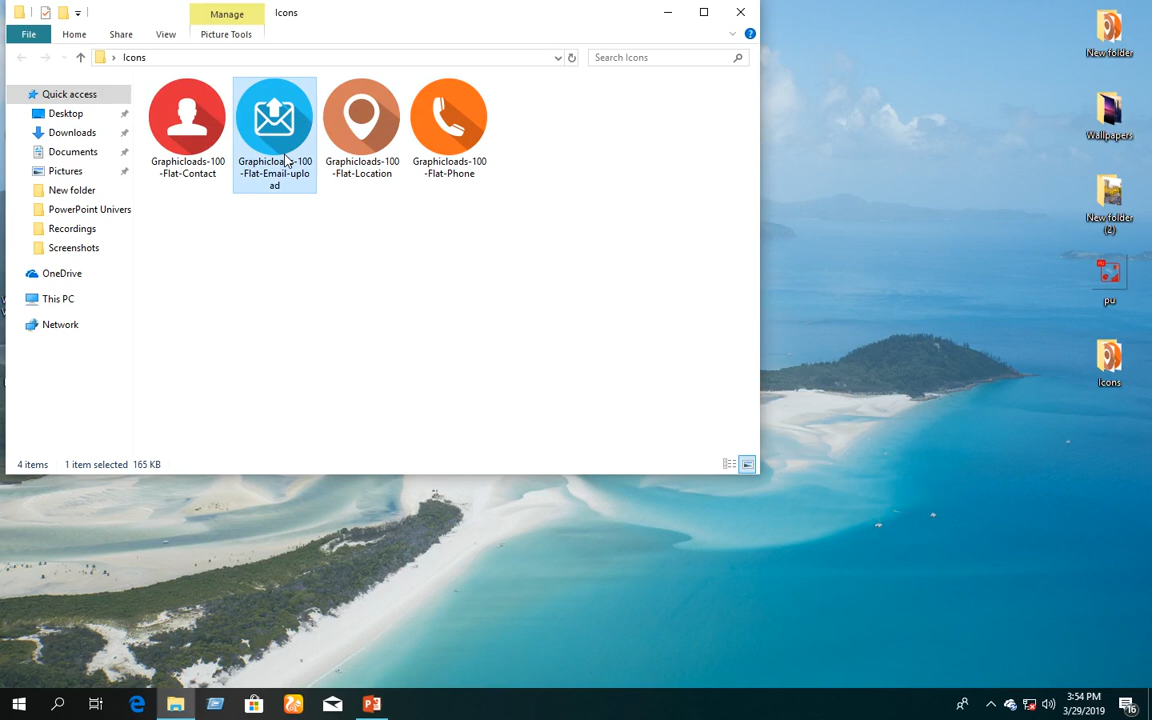 Manage
Icons
File
Home
Share
View
Picture Tools
Icons
Search Icons
Quick access
Desktop
Downloads
Documents
Pictures
New folder
PowerPoint Univers
Recordings
Screenshots
OneDrive
This PC
Network
Graphicloads-100
-Flat-Contact
Graphicloads-100
-Flat-Email-uplo
ad
Graphicloads-100
-Flat-Location
Graphicloads-100
-Flat-Phone
4 items
1 item selected 165 KB
New folder
Wallpapers
New folder
(2)
pu
Icons
3:54 PM
3/29/2019
16